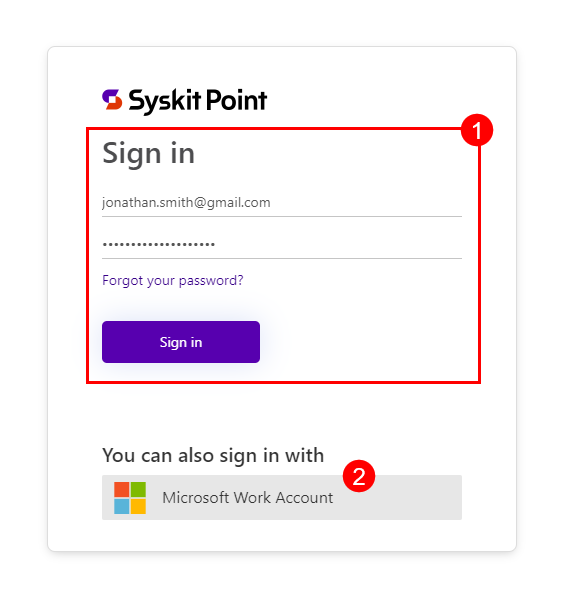 Syskit Point
1
Sign in
jonathan.smith@gmail.com
••••••••••••••••••••
Forgot your password?
Sign in
You can also sign in with
2
Microsoft Work Account